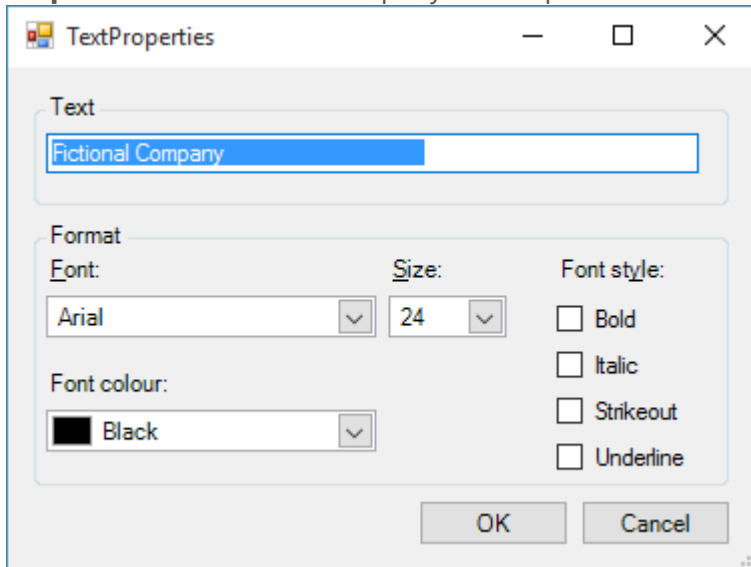 TextProperties
Text
Fictional Company
Format
Font:
Size:
Font style:
Arial
24
Bold
Italic
Font colour:
Strikeout
Black
Underline
OK
Cancel